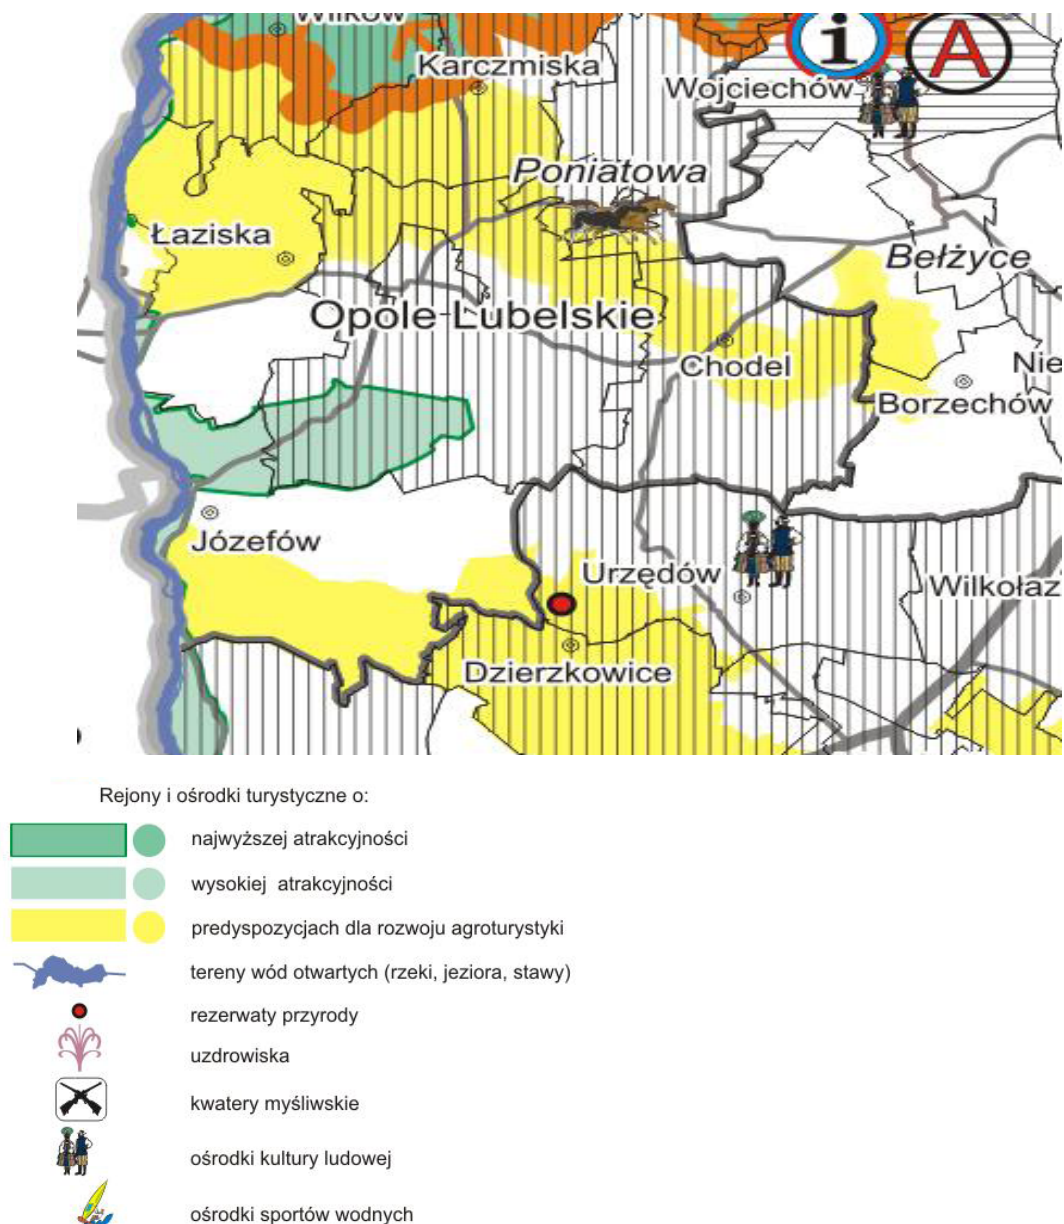 Wilków
Karczmiska
i
A
Wojciechów
Poniatowa
Łaziska
Bełżyce
Opole Lubelskie
Chodel
Nie
Borzechów
Józefów
Urzędów
Wilkołaz
Dzierzkowice
Rejony i ośrodki turystyczne o:
najwyższej atrakcyjności
wysokiej atrakcyjności
predyspozycjach dla rozwoju agroturystyki
tereny wód otwartych (rzeki, jeziora, stawy)
rezerwaty przyrody
uzdrowiska
kwatery myśliwskie
ośrodki kultury ludowej
ośrodki sportów wodnych